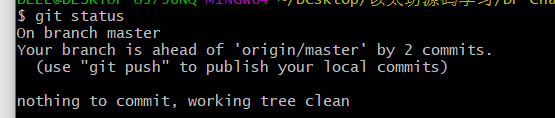 $ git status
On branch master
Your branch is ahead of 'origin/master' by 2 commits.
  (use "git push" to publish your local commits)

nothing to commit, working tree clean